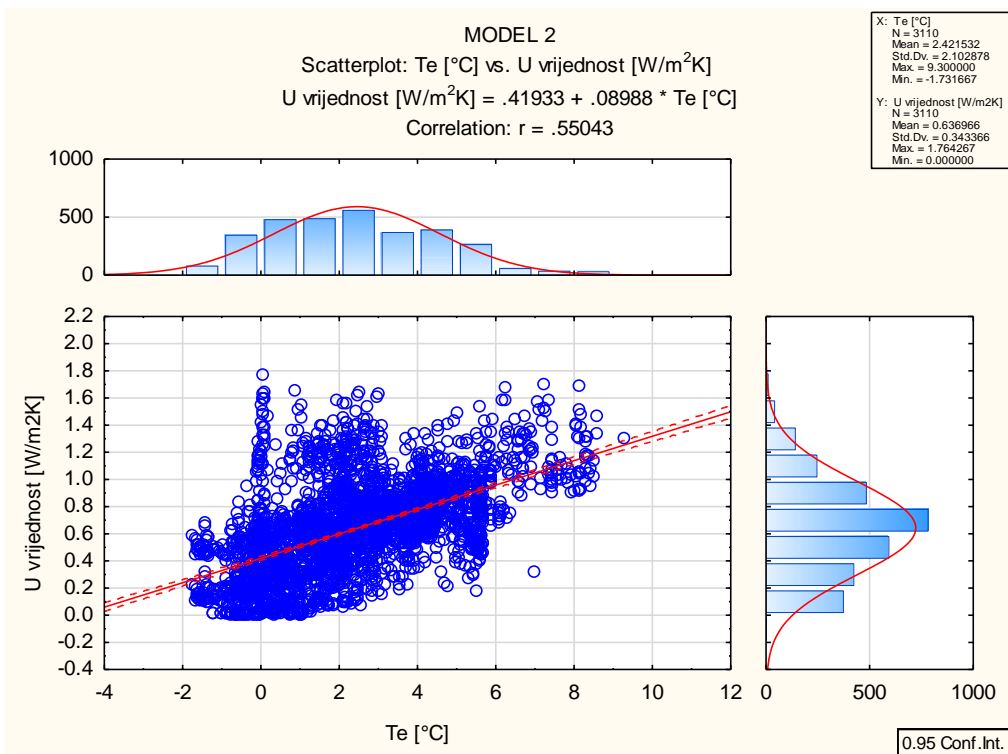 MODEL 2
Scatterplot: Te [°C] vs. U vrijednost [W/m²K]
U vrijednost [W/m²K] = .41933 + .08988 * Te [°C]
Correlation: r = .55043
X: Te [°C]
N = 3110
Mean = 2.421532
Std.Dv. = 2.102878
Max. = 9.300000
Min. = -1.731667
Y: U vrijednost [W/m2K]
N = 3110
Mean = 0.636966
Std.Dv. = 0.343366
Max. = 1.764267
Min. = 0.000000
1000
500
0
2.2
2.0
1.8
1.6
1.4
1.2
1.0
0.8
0.6
0.4
0.2
0.0
-0.2
-0.4
U vrijednost [W/m2K]
-4 -2 0 2 4 6 8 10 12
Te [°C]
0 500 1000
0.95 Conf.Int.